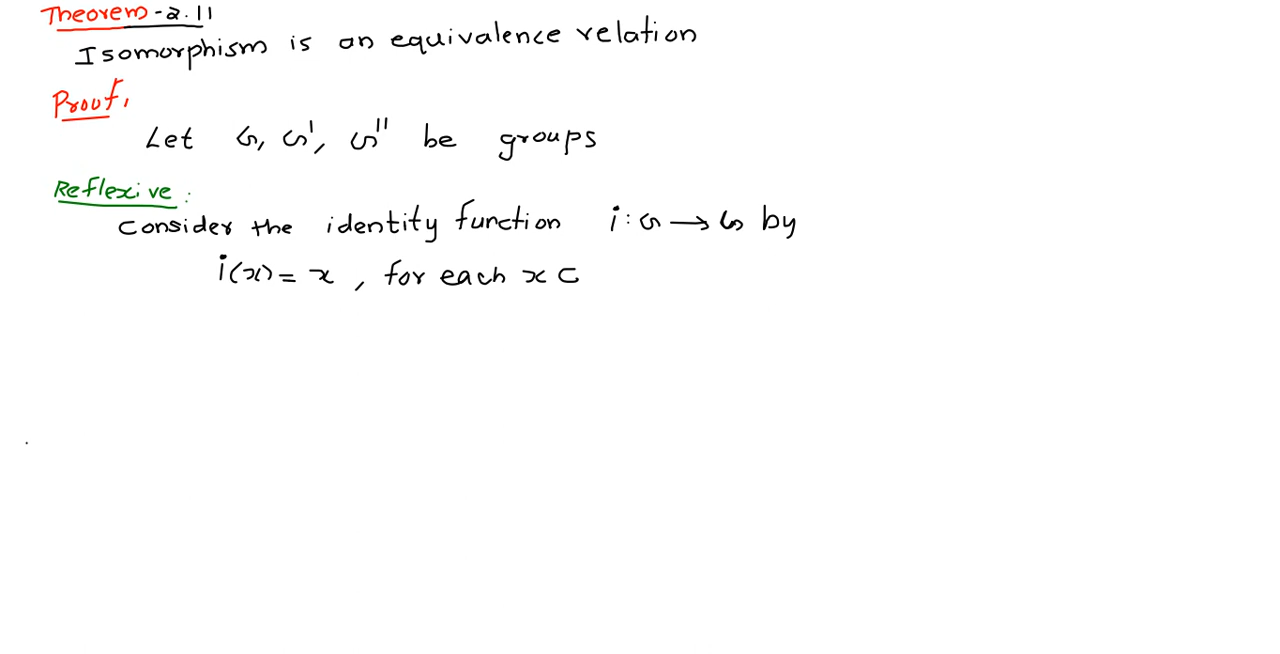 Theorem-2.11
Isomorphism is an equivalence relation
Proof,
Let G, G', G'' be groups
Reflexive:
Consider the identity function i: G → G by
i(x) = x, for each x ⊂